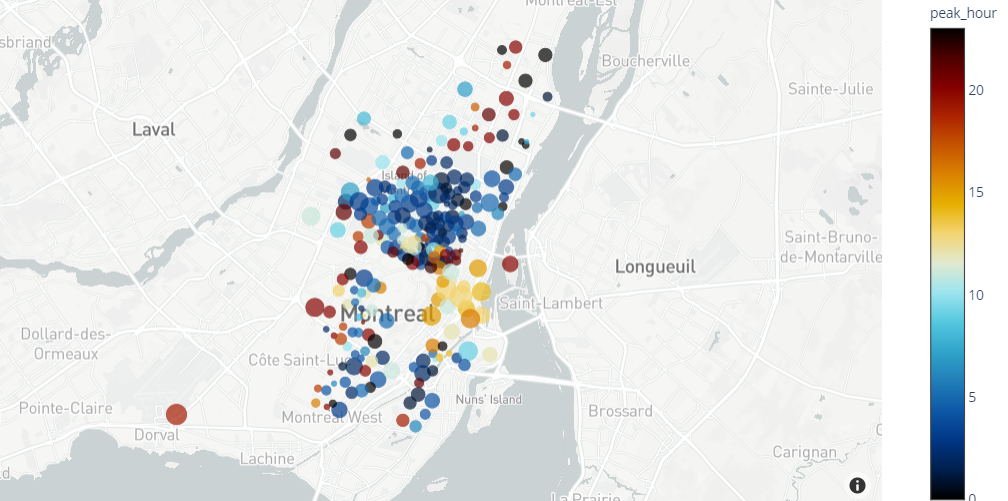 Montréal-Est
peak_hour
sbriand
Boucherville
Sainte-Julie
20
Laval
Island of
15
Saint-Bruno-
de-Montarville
Longueuil
10
Montreal
Saint-Lambert
Dollard-des-
Ormeaux
Côte Saint-Luc
5
Pointe-Claire
Nuns' Island
Brossard
Montreal West
Dorval
Lachine
Carignan
C
d
La Prairie
0